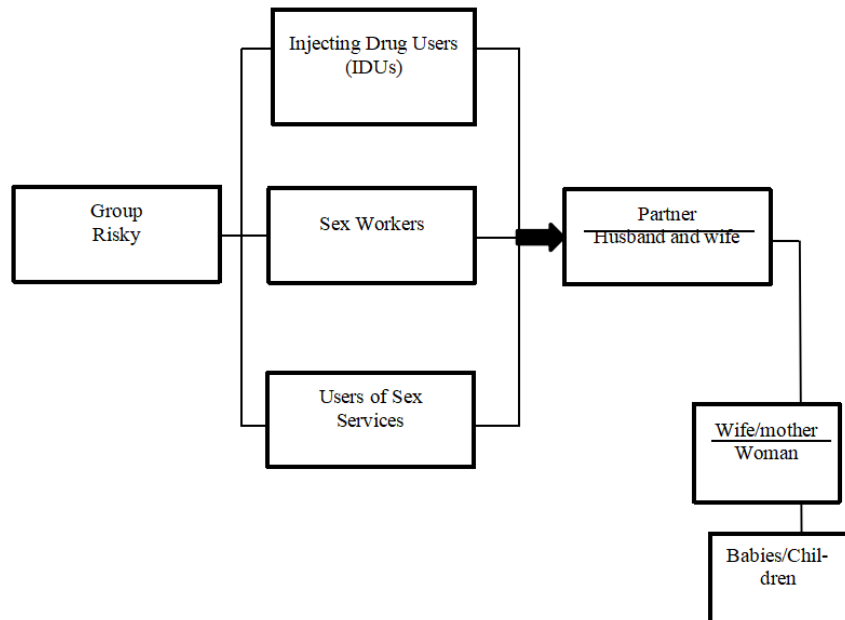 Injecting Drug Users
(IDUs)
Group
Risky
Sex Workers
Partner
Husband and wife
Users of Sex
Services
Wife/mother
Woman
Babies/Chil-
dren